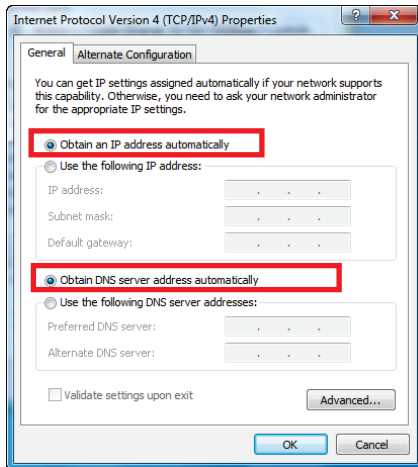 Internet Protocol Version 4 (TCP/IPv4) Properties
General
Alternate Configuration
You can get IP settings assigned automatically if your network supports
this capability. Otherwise, you need to ask your network administrator
for the appropriate IP settings.
Obtain an IP address automatically
Use the following IP address:
IP address:
Subnet mask:
Default gateway:
Obtain DNS server address automatically
Use the following DNS server addresses:
Preferred DNS server:
Alternate DNS server:
Validate settings upon exit
Advanced...
OK
Cancel